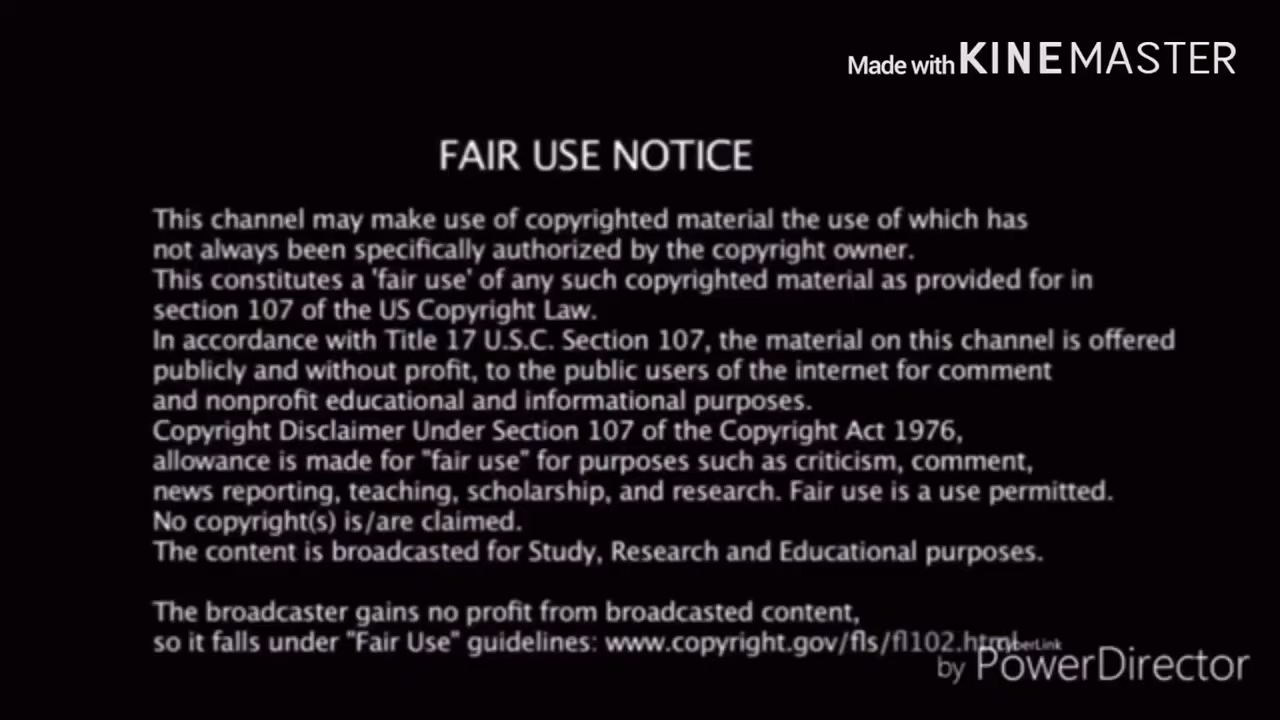 Made with KINEMASTER
FAIR USE NOTICE
This channel may make use of copyrighted material the use of which has
not always been specifically authorized by the copyright owner.
This constitutes a 'fair use' of any such copyrighted material as provided for in
section 107 of the US Copyright Law.
In accordance with Title 17 U.S.C. Section 107, the material on this channel is offered
publicly and without profit, to the public users of the internet for comment
and nonprofit educational and informational purposes.
Copyright Disclaimer Under Section 107 of the Copyright Act 1976,
allowance is made for "fair use" for purposes such as criticism, comment,
news reporting, teaching, scholarship, and research. Fair use is a use permitted.
No copyright(s) is/are claimed.
The content is broadcasted for Study, Research and Educational purposes.
The broadcaster gains no profit from broadcasted content,
so it falls under "Fair Use" guidelines: www.copyright.gov/fls/fl102.html
by PowerDirector